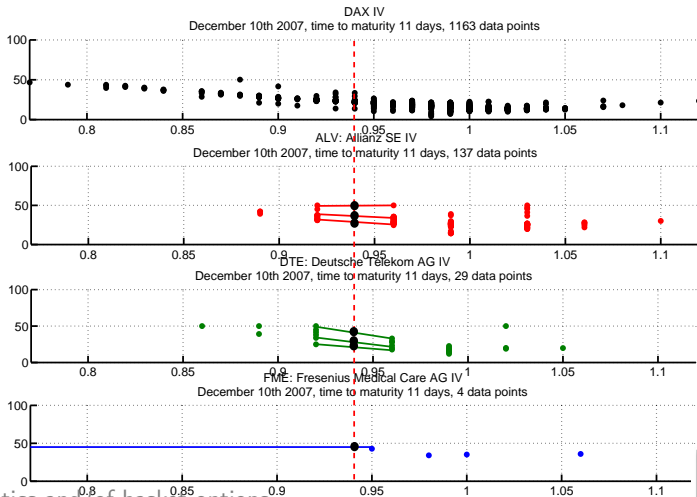 DAX IV
December 10th 2007, time to maturity 11 days, 1163 data points
100
50
0
0.8 0.85 0.9 0.95 1 1.05 1.1
ALV: Allianz SE IV
December 10th 2007, time to maturity 11 days, 137 data points
100
50
0
0.8 0.85 0.9 0.95 1 1.05 1.1
DTE: Deutsche Telekom AG IV
December 10th 2007, time to maturity 11 days, 29 data points
100
50
0
0.8 0.85 0.9 0.95 1 1.05 1.1
FME: Fresenius Medical Care AG IV
December 10th 2007, time to maturity 11 days, 4 data points
100
50
0
0.8 0.85 0.9 0.95 1 1.05 1.1